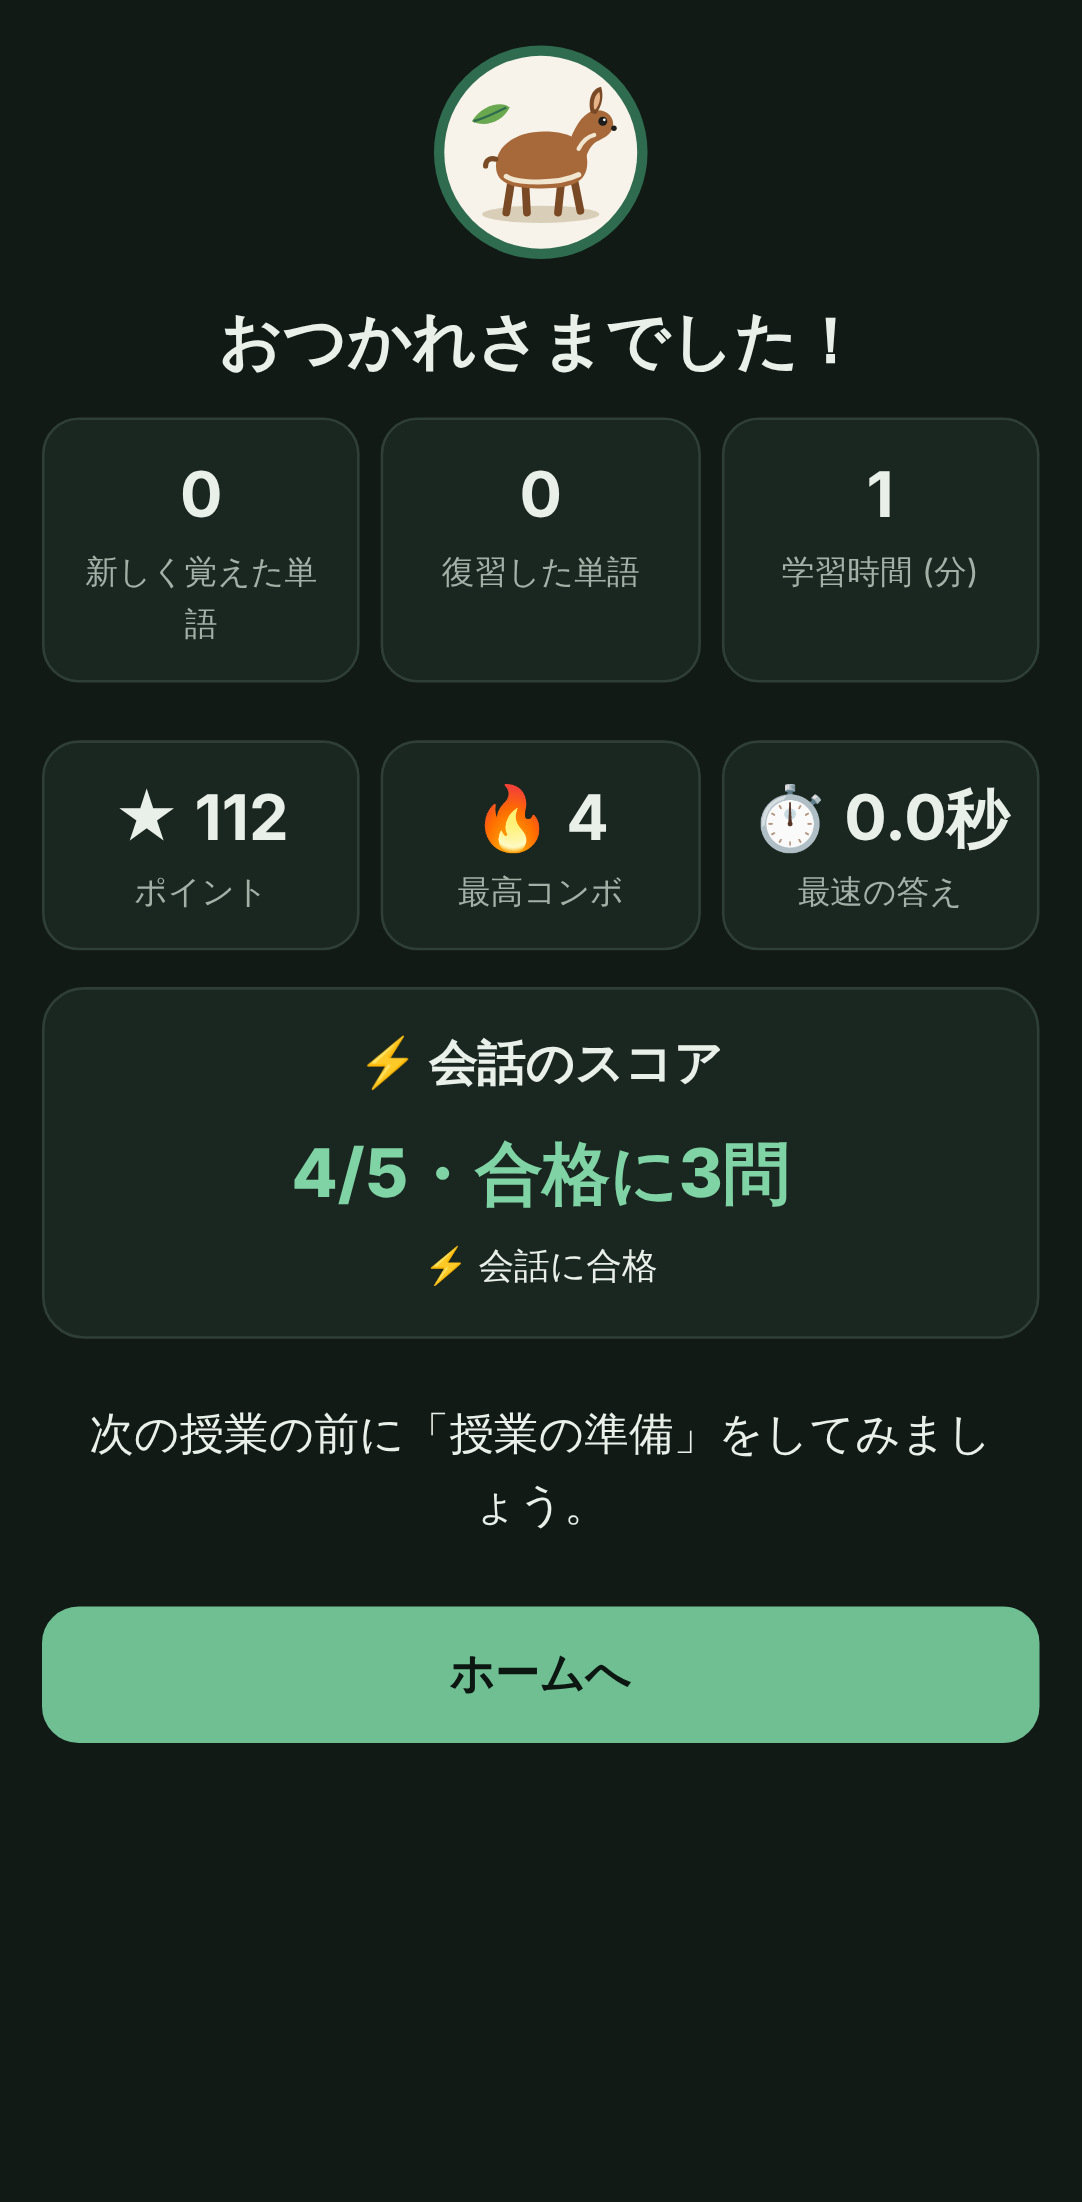 おつかれさまでした！
0
新しく覚えた単
語
0
復習した単語
1
学習時間 (分)
★ 112
ポイント
🔥 4
最高コンボ
⏱️ 0.0秒
最速の答え
⚡ 会話のスコア
4/5・合格に3問
⚡ 会話に合格
次の授業の前に「授業の準備」をしてみまし
ょう。
ホームへ